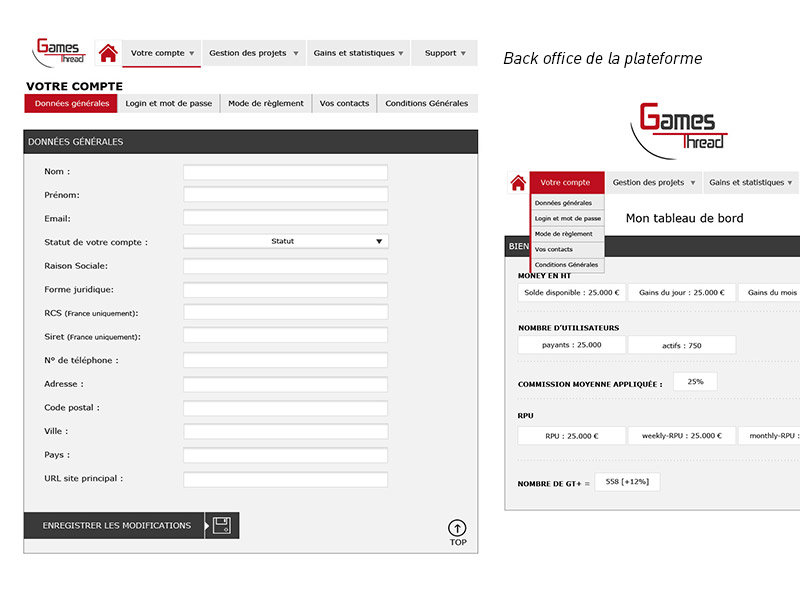 Games
Thread
Votre compte ▼
Gestion des projets ▼
Gains et statistiques ▼
Support ▼
VOTRE COMPTE
Données générales
Login et mot de passe
Mode de règlement
Vos contacts
Conditions Générales
DONNÉES GÉNÉRALES
Nom :
Prénom:
Email:
Statut de votre compte :
Statut ▼
Raison Sociale:
Forme juridique:
RCS (France uniquement):
Siret (France uniquement):
N° de téléphone :
Adresse :
Code postal :
Ville :
Pays :
URL site principal :
ENREGISTRER LES MODIFICATIONS
TOP
Back office de la plateforme
Games
Thread
Votre compte
Gestion des projets ▼
Gains et statistiques ▼
Données générales
Login et mot de passe
Mode de règlement
Vos contacts
Conditions Générales
Mon tableau de bord
BIEN
MONEY EN HT
Solde disponible : 25.000 €
Gains du jour : 25.000 €
Gains du mois
NOMBRE D'UTILISATEURS
payants : 25.000
actifs : 750
COMMISSION MOYENNE APPLIQUÉE :
25%
RPU
RPU : 25.000 €
weekly-RPU : 25.000 €
monthly-RPU :
NOMBRE DE GT+ =
558 [+12%]